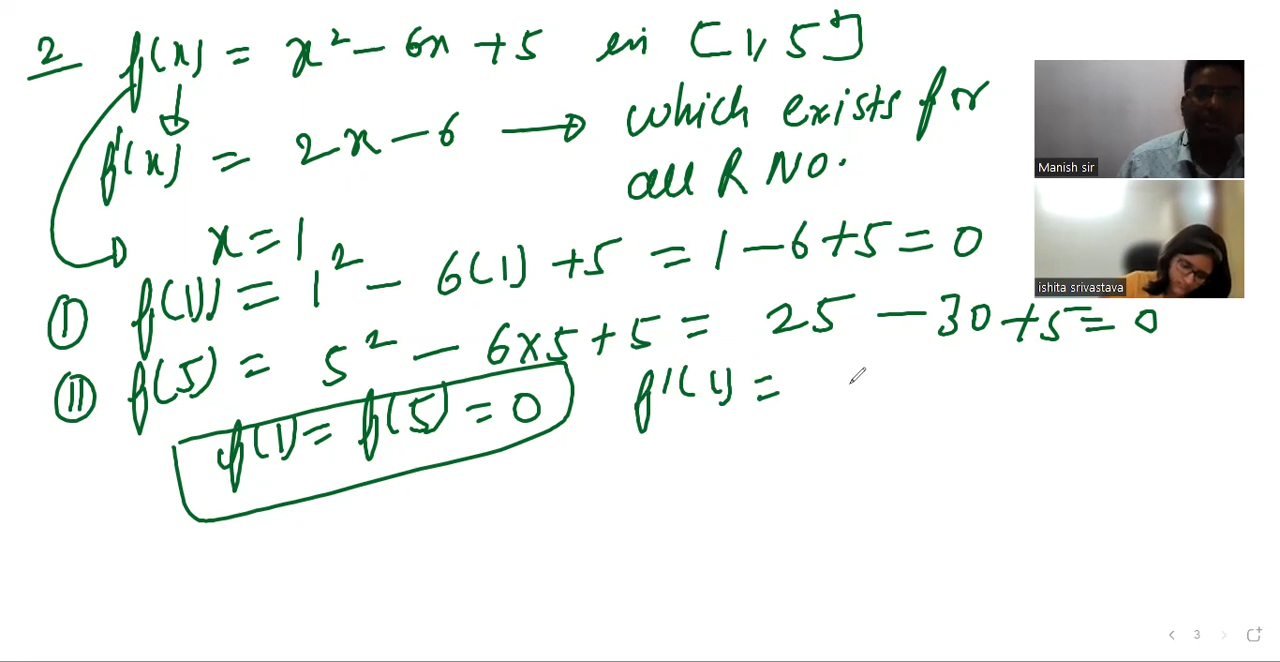 2 f(x) = x² - 6x + 5 in [1, 5]
f'(x) = 2x - 6 → which exists for
all R NO.
x = 1
Ⓘ f(1) = 1² - 6(1) + 5 = 1 - 6 + 5 = 0
Ⓘ Ⓘ f(5) = 5² - 6×5 + 5 = 25 - 30 + 5 = 0
f(1) = f(5) = 0 f'(1) =
Manish sir
ishita srivastava
3